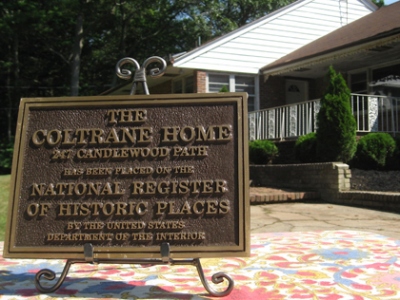 THE
COLTRANE HOME
247 CANDLEWOOD PATH
HAS BEEN PLACED ON THE
NATIONAL REGISTER
OF HISTORIC PLACES
BY THE UNITED STATES
DEPARTMENT OF THE INTERIOR